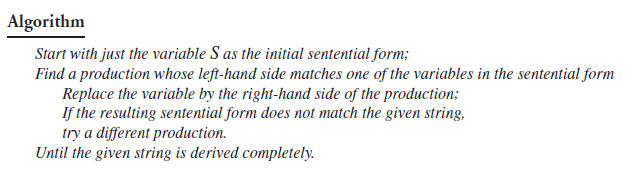 Algorithm
Start with just the variable S as the initial sentential form;
Find a production whose left-hand side matches one of the variables in the sentential form
Replace the variable by the right-hand side of the production;
If the resulting sentential form does not match the given string,
try a different production.
Until the given string is derived completely.